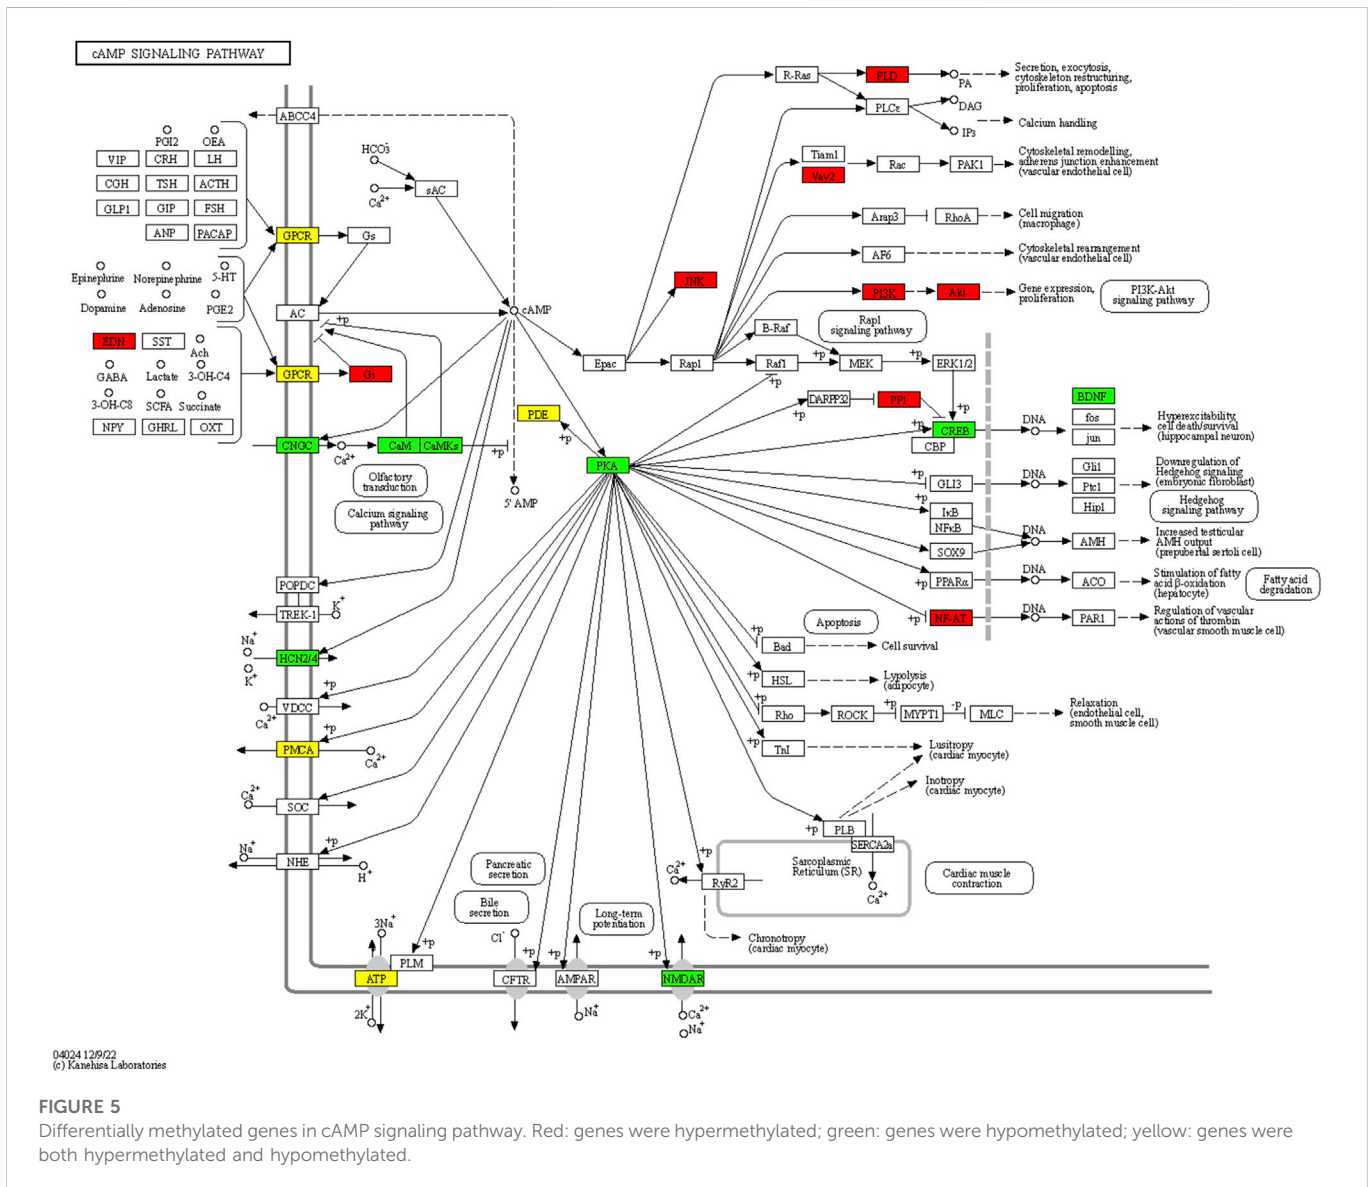 cAMP SIGNALING PATHWAY
ABCC4
PGI2
OEA
VIP
CRH
LH
CGH
TSH
ACTH
GLP1
GIP
FSH
ANP
PACAP
GPCR
Gs
HCO3-
Ca2+
sAC
Epinephrine
Norepinephrine
5-HT
Dopamine
Adenosine
PGE2
AC
+p
cAMP
EDN
SST
Ach
GABA
Lactate
3-OH-C4
3-OH-C8
SCFA
Succinate
NPY
GHRL
OXT
GPCR
Gi
CNGC
Ca2+
CaM
CaMKs
+p
Olfactory
transduction
Calcium signaling
pathway
PDE
+p
5' AMP
PKA
R-Ras
PLD
PA
Secretion, exocytosis,
cytoskeleton restructuring,
proliferation, apoptosis
PLCε
DAG
IP3
Calcium handling
Tiam1
Vav2
Rac
PAK1
Cytoskeletal remodelling,
adherens junction enhancement
(vascular endothelial cell)
Arap3
RhoA
Cell migration
(macrophage)
AF6
Cytoskeletal rearrangement
(vascular endothelial cell)
JNK
PI3K
Akt
Gene expression,
proliferation
PI3K-Akt
signaling pathway
Rap1
signaling pathway
B-Raf
Epac
Rap1
Raf1
+p
MEK
+p
ERK1/2
+p
+p
DARPP32
+p
PP1
+p
CREB
CBP
DNA
BDNF
fos
jun
Hyperexcitability,
cell death/survival
(hippocampal neuron)
+p
GLI3
DNA
Gli1
Ptc1
Hip1
Downregulation of
Hedgehog signaling
(embryonic fibroblast)
Hedgehog
signaling pathway
+p
IκB
NFκB
+p
SOX9
DNA
AMH
Increased testticular
AMH output
(prepubertal sertoli cell)
+p
PPARα
DNA
ACO
Stimulation of fatty
acid β-oxidation
(hepatocyte)
Fatty acid
degradation
+p
NF-AT
DNA
PAR1
Regulation of vascular
actions of thrombin
(vascular smooth muscle cell)
POPDC
TREK-1
K+
Na+
K+
HCN2/4
+p
VDCC
Ca2+
+p
PMCA
Ca2+
Ca2+
SOC
Na+
+p
NHE
H+
Apoptosis
+p
Bad
Cell survival
+p
HSL
Lypolysis
(adipocyte)
+p
Rho
ROCK
+p
MYPT1
-p
MLC
Relaxation
(endothelial cell,
smooth muscle cell)
+p
TnI
Lusitropy
(cardiac myocyte)
Inotropy
(cardiac myocyte)
+p
PLB
SERCA2a
Sarcoplasmic
Reticulum (SR)
Ca2+
Cardiac muscle
contraction
+p
Ca2+
RyR2
Chronotropy
(cardiac myocyte)
Pancreatic
secretion
Bile
secretion
Long-term
potentiation
3Na+
+p
PLM
ATP
2K+
Cl-
+p
CFTR
+p
AMPAR
Na+
+p
NMDAR
Ca2+
Na+
04024 12/9/22
(c) Kanehisa Laboratories
FIGURE 5
Differentially methylated genes in cAMP signaling pathway. Red: genes were hypermethylated; green: genes were hypomethylated; yellow: genes were
both hypermethylated and hypomethylated.